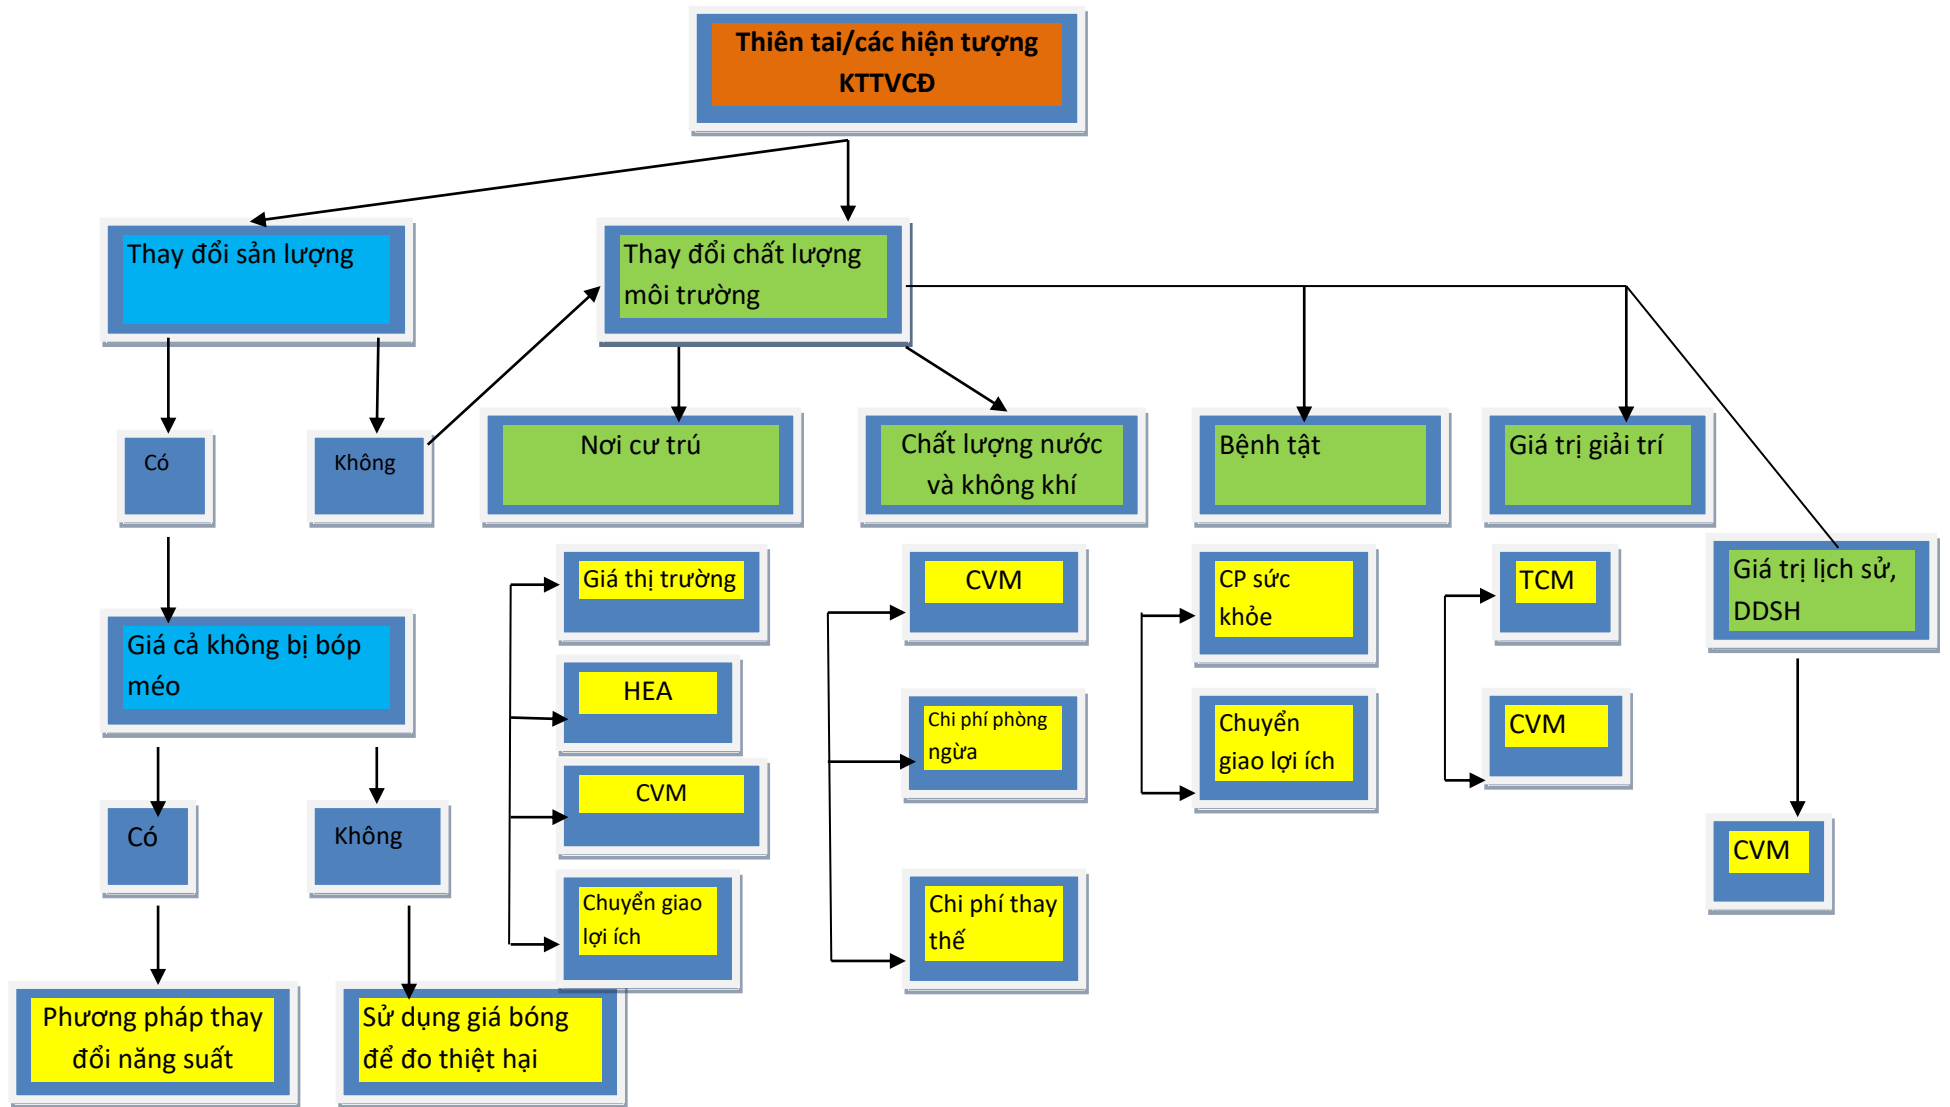 Thiên tai/các hiện tượng
KTTVCĐ
Thay đổi sản lượng
Thay đổi chất lượng
môi trường
Có
Không
Nơi cư trú
Chất lượng nước
và không khí
Bệnh tật
Giá trị giải trí
Giá trị lịch sử,
DDSH
Giá cả không bị bóp
méo
Giá thị trường
HEA
CVM
Chuyển giao
lợi ích
CVM
Chi phí phòng
ngừa
Chi phí thay
thế
CP sức
khỏe
Chuyển
giao lợi ích
TCM
CVM
CVM
Có
Không
Phương pháp thay
đổi năng suất
Sử dụng giá bóng
để đo thiệt hại